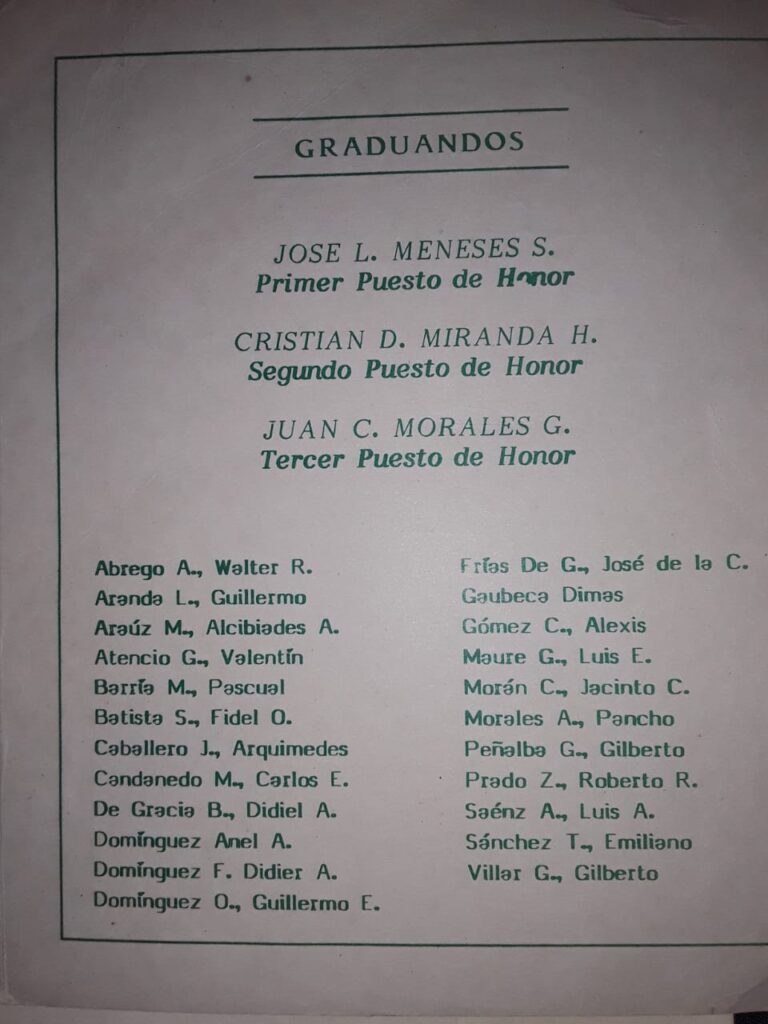 GRADUANDOS
JOSE L. MENESES S.
Primer Puesto de Honor
CRISTIAN D. MIRANDA H.
Segundo Puesto de Honor
JUAN C. MORALES G.
Tercer Puesto de Honor
Abrego A., Walter R.
Aranda L., Guillermo
Araúz M., Alcibiades A.
Atencio G., Valentín
Barría M., Pascual
Batista S., Fidel O.
Caballero J., Arquimedes
Candanedo M., Carlos E.
De Gracia B., Didiel A.
Domínguez Anel A.
Domínguez F. Didier A.
Domínguez O., Guillermo E.
Frías De G., José de la C.
Gaubeca Dimas
Gómez C., Alexis
Maure G., Luis E.
Morán C., Jacinto C.
Morales A., Pancho
Peñalba G., Gilberto
Prado Z., Roberto R.
Saénz A., Luis A.
Sánchez T., Emiliano
Villar G., Gilberto